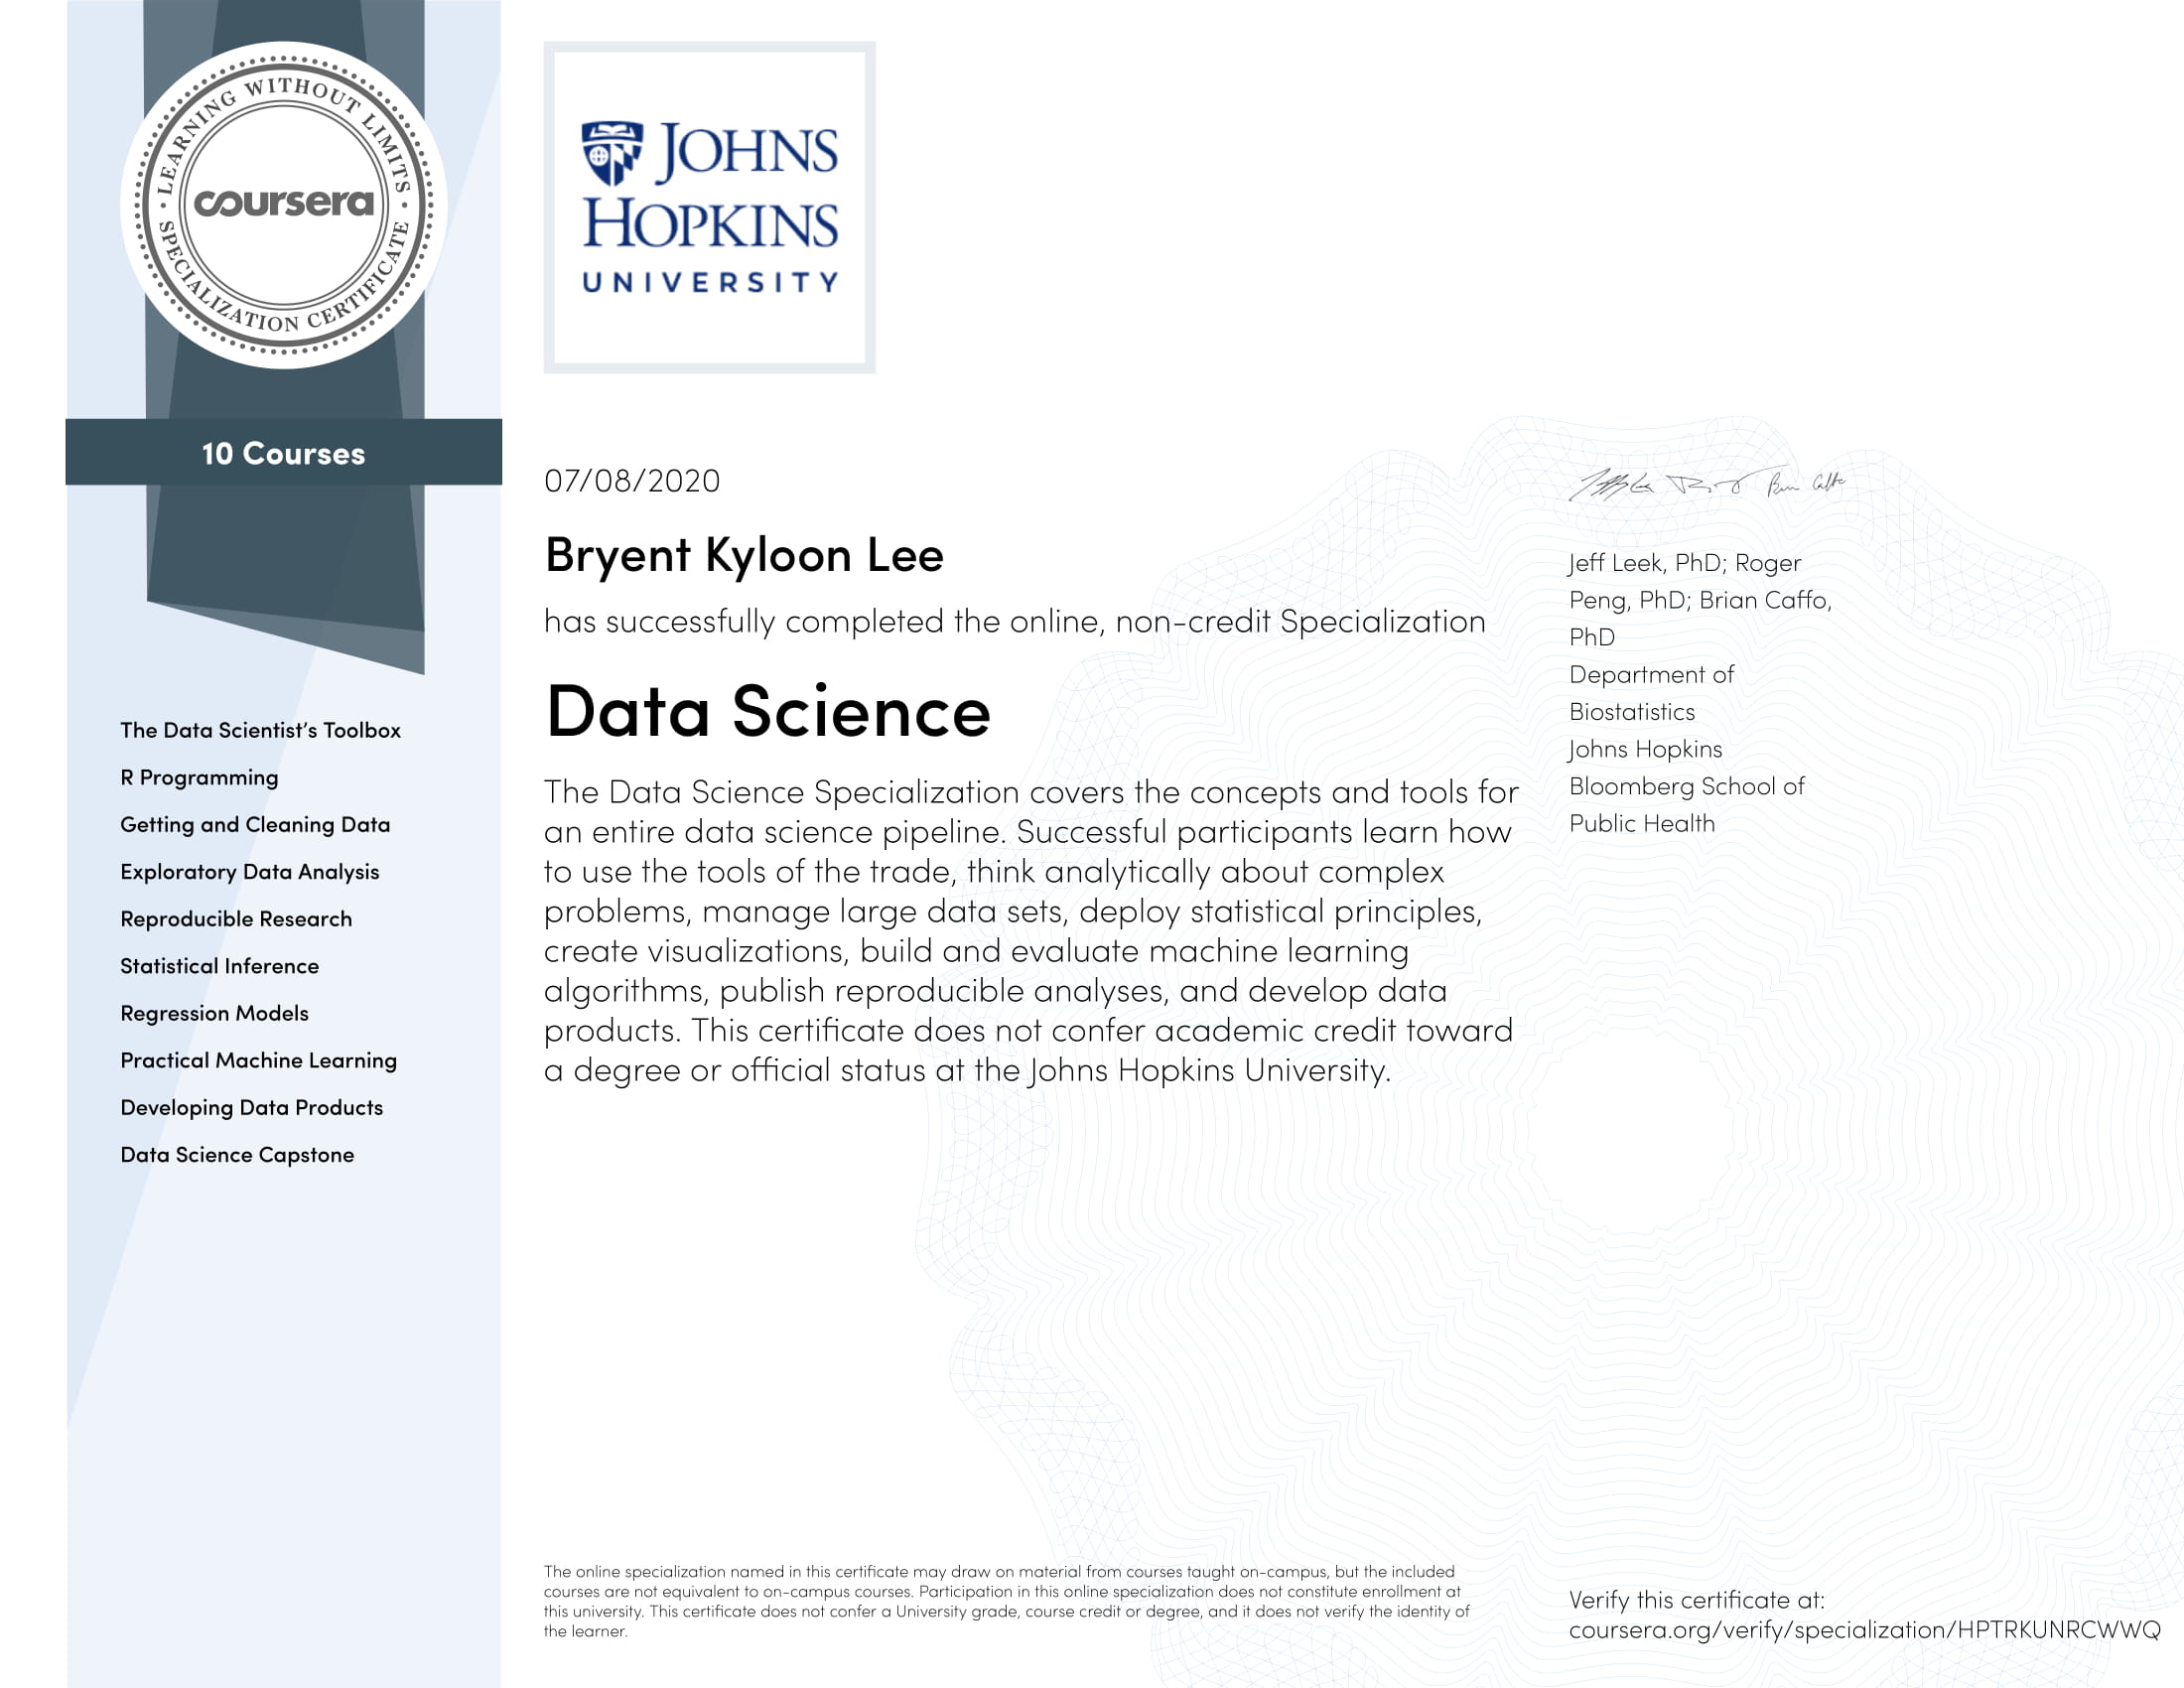 LEARNING WITHOUT LIMITS
coursera
SPECIALIZATION CERTIFICATE
10 Courses
The Data Scientist's Toolbox
R Programming
Getting and Cleaning Data
Exploratory Data Analysis
Reproducible Research
Statistical Inference
Regression Models
Practical Machine Learning
Developing Data Products
Data Science Capstone
JOHNS
HOPKINS
UNIVERSITY
07/08/2020
Bryent Kyloon Lee
has successfully completed the online, non-credit Specialization
Data Science
The Data Science Specialization covers the concepts and tools for
an entire data science pipeline. Successful participants learn how
to use the tools of the trade, think analytically about complex
problems, manage large data sets, deploy statistical principles,
create visualizations, build and evaluate machine learning
algorithms, publish reproducible analyses, and develop data
products. This certificate does not confer academic credit toward
a degree or official status at the Johns Hopkins University.
Jeff Leek, PhD; Roger
Peng, PhD; Brian Caffo,
PhD
Department of
Biostatistics
Johns Hopkins
Bloomberg School of
Public Health
The online specialization named in this certificate may draw on material from courses taught on-campus, but the included
courses are not equivalent to on-campus courses. Participation in this online specialization does not constitute enrollment at
this university. This certificate does not confer a University grade, course credit or degree, and it does not verify the identity of
the learner.
Verify this certificate at:
coursera.org/verify/specialization/HPTRKUNRCWWQ